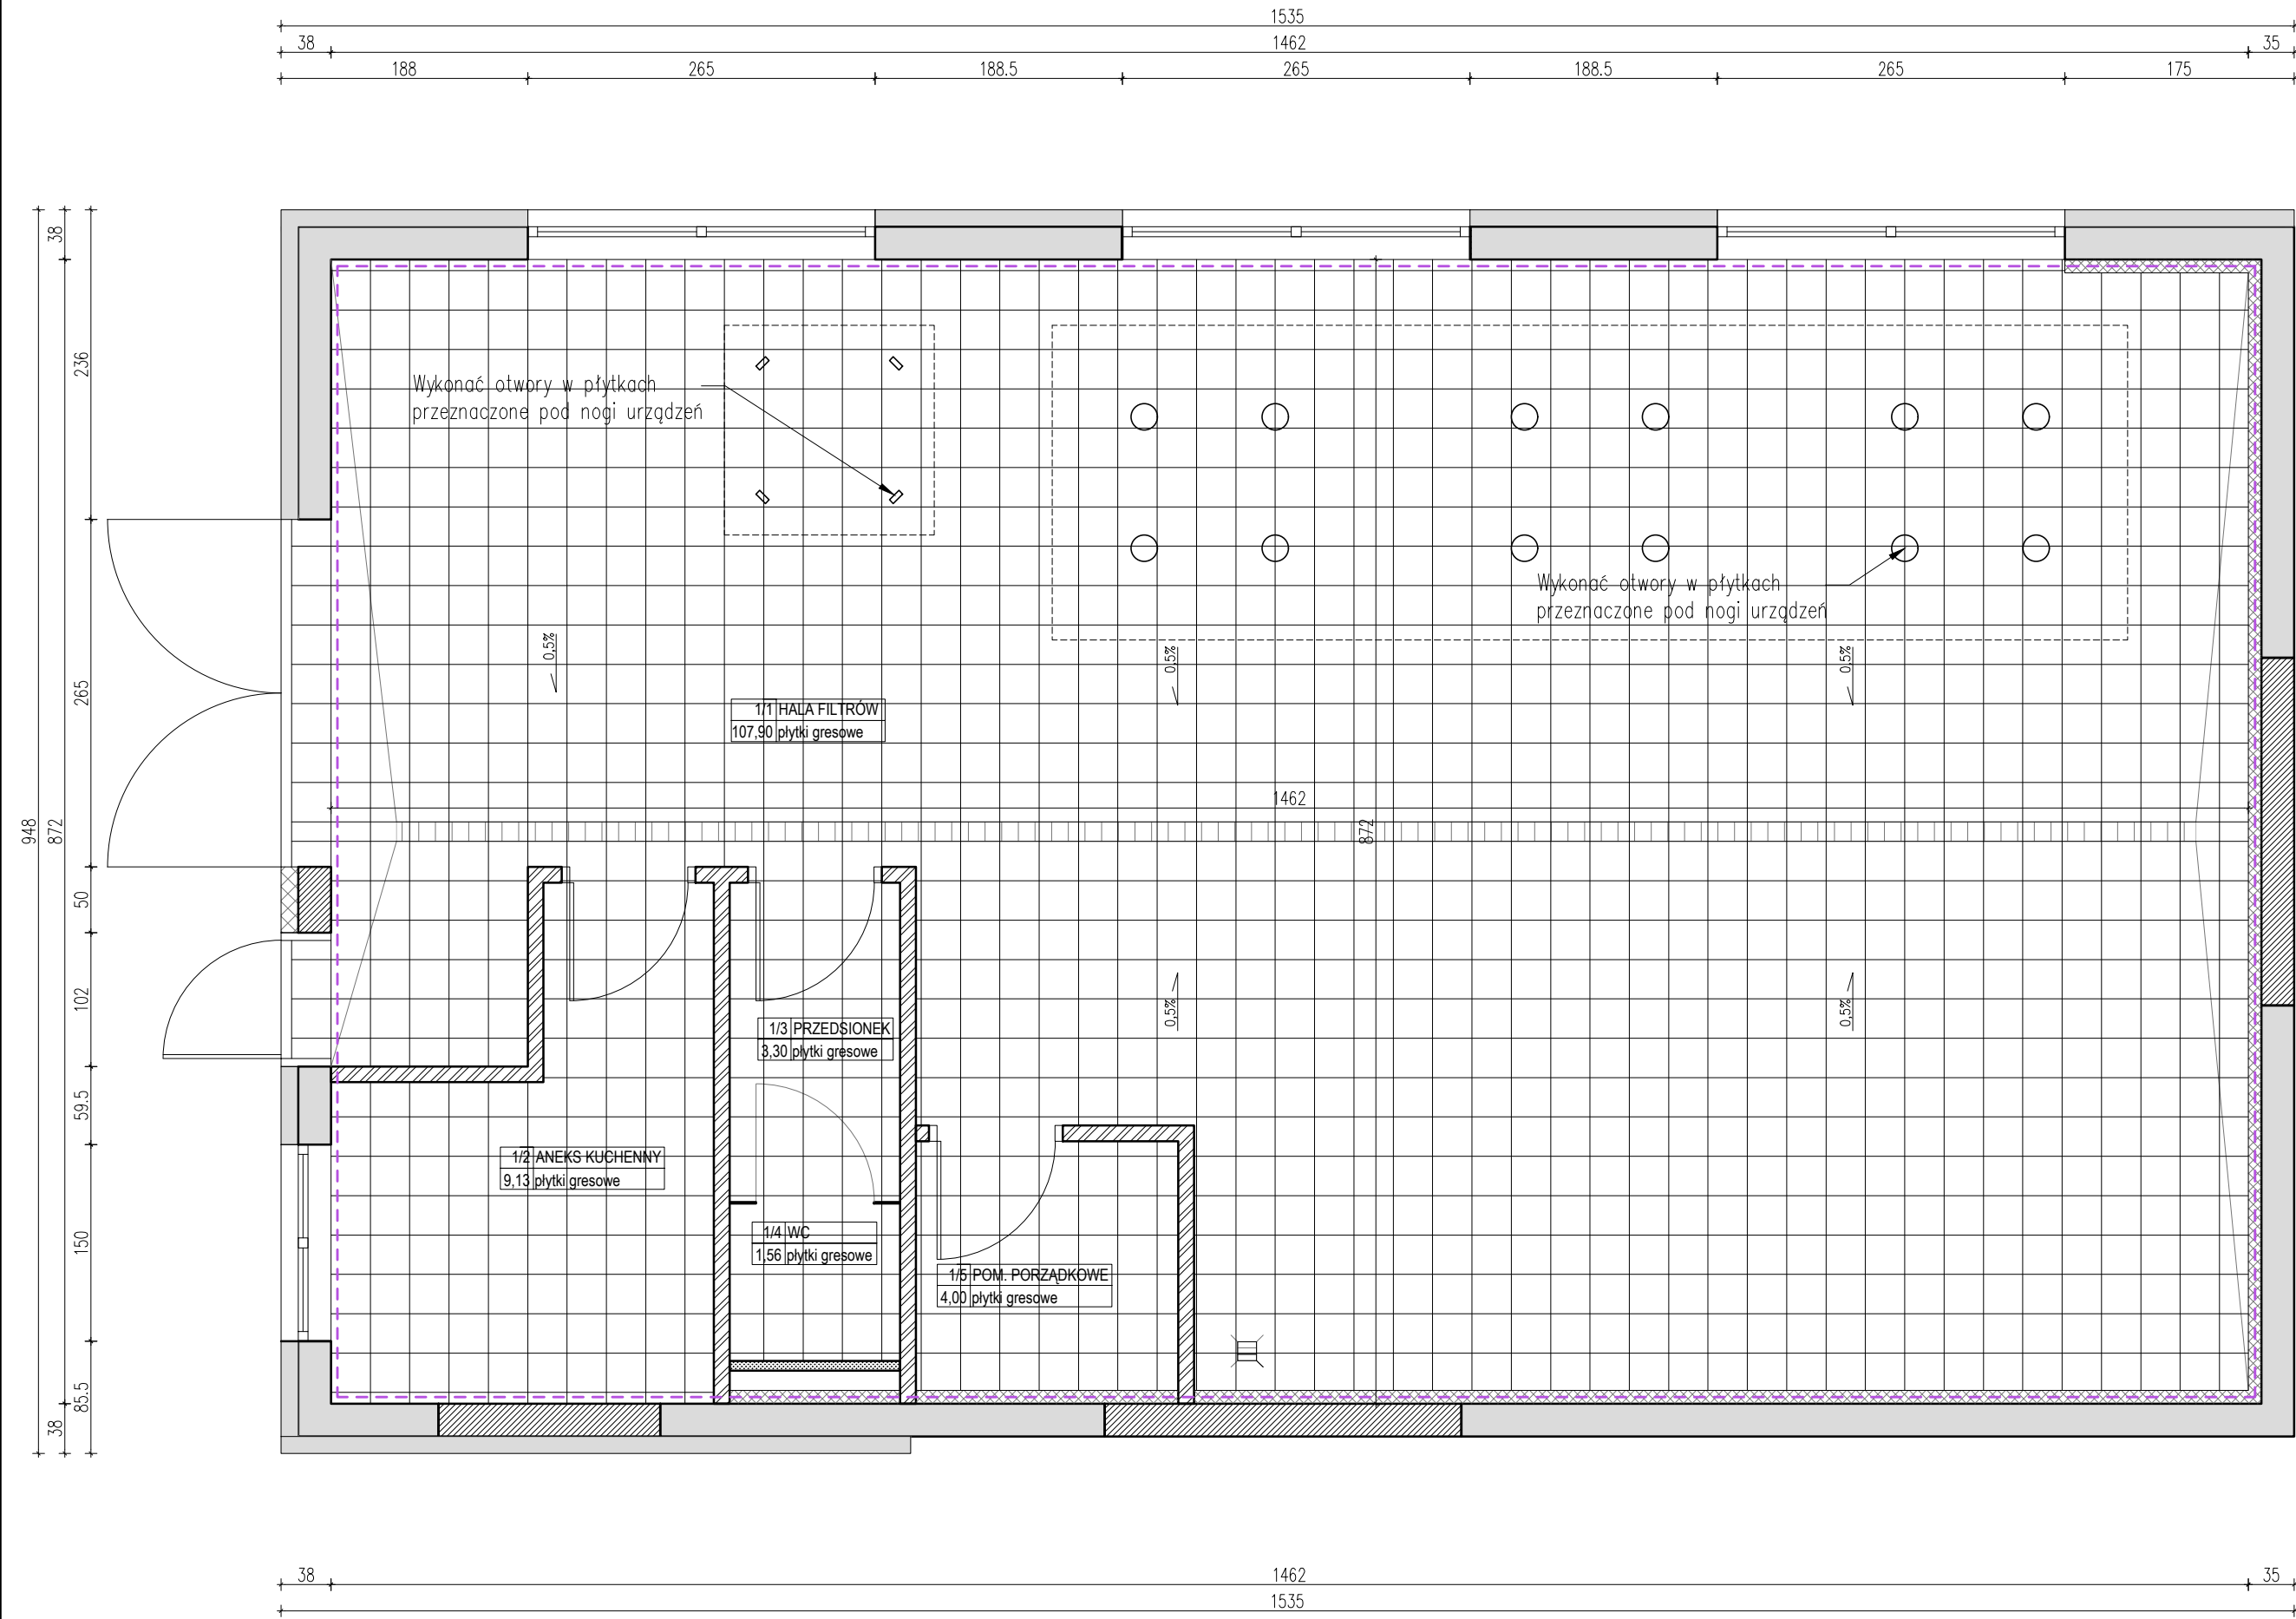 1535
38 1462 35
188 265 188.5 265 188.5 265 175
38
236
265
50
102
59.5
150
85.5
872
38
948
Wykonać otwory w płytkach
przeznaczone pod nogi urządzeń
Wykonać otwory w płytkach
przeznaczone pod nogi urządzeń
0,5%
0,5%
0,5%
1/1 HALA FILTRÓW
107,90 płytki gresowe
1462
872
0,5%
0,5%
1/3 PRZEDSIONEK
3,30 płytki gresowe
1/2 ANEKS KUCHENNY
9,13 płytki gresowe
1/4 WC
1,56 płytki gresowe
1/5 POM. PORZĄDKOWE
4,00 płytki gresowe
38 1462 35
1535